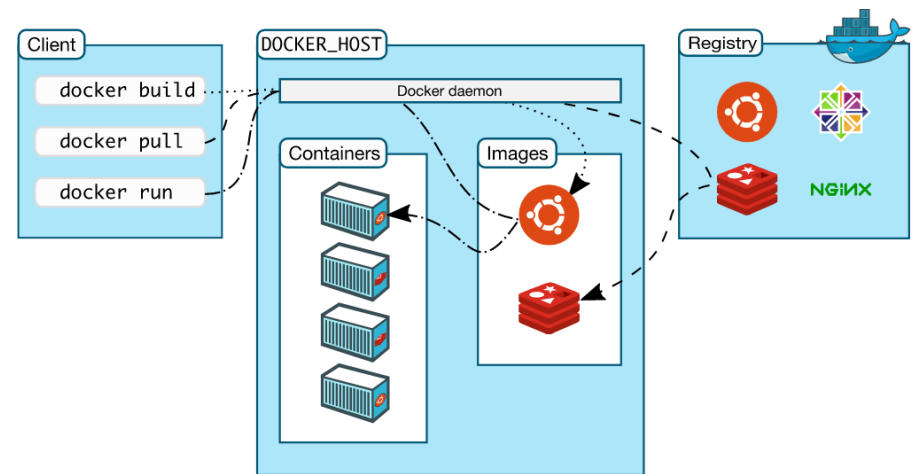 Client
docker build
docker pull
docker run
DOCKER_HOST
Docker daemon
Containers
Images
Registry
NGINX